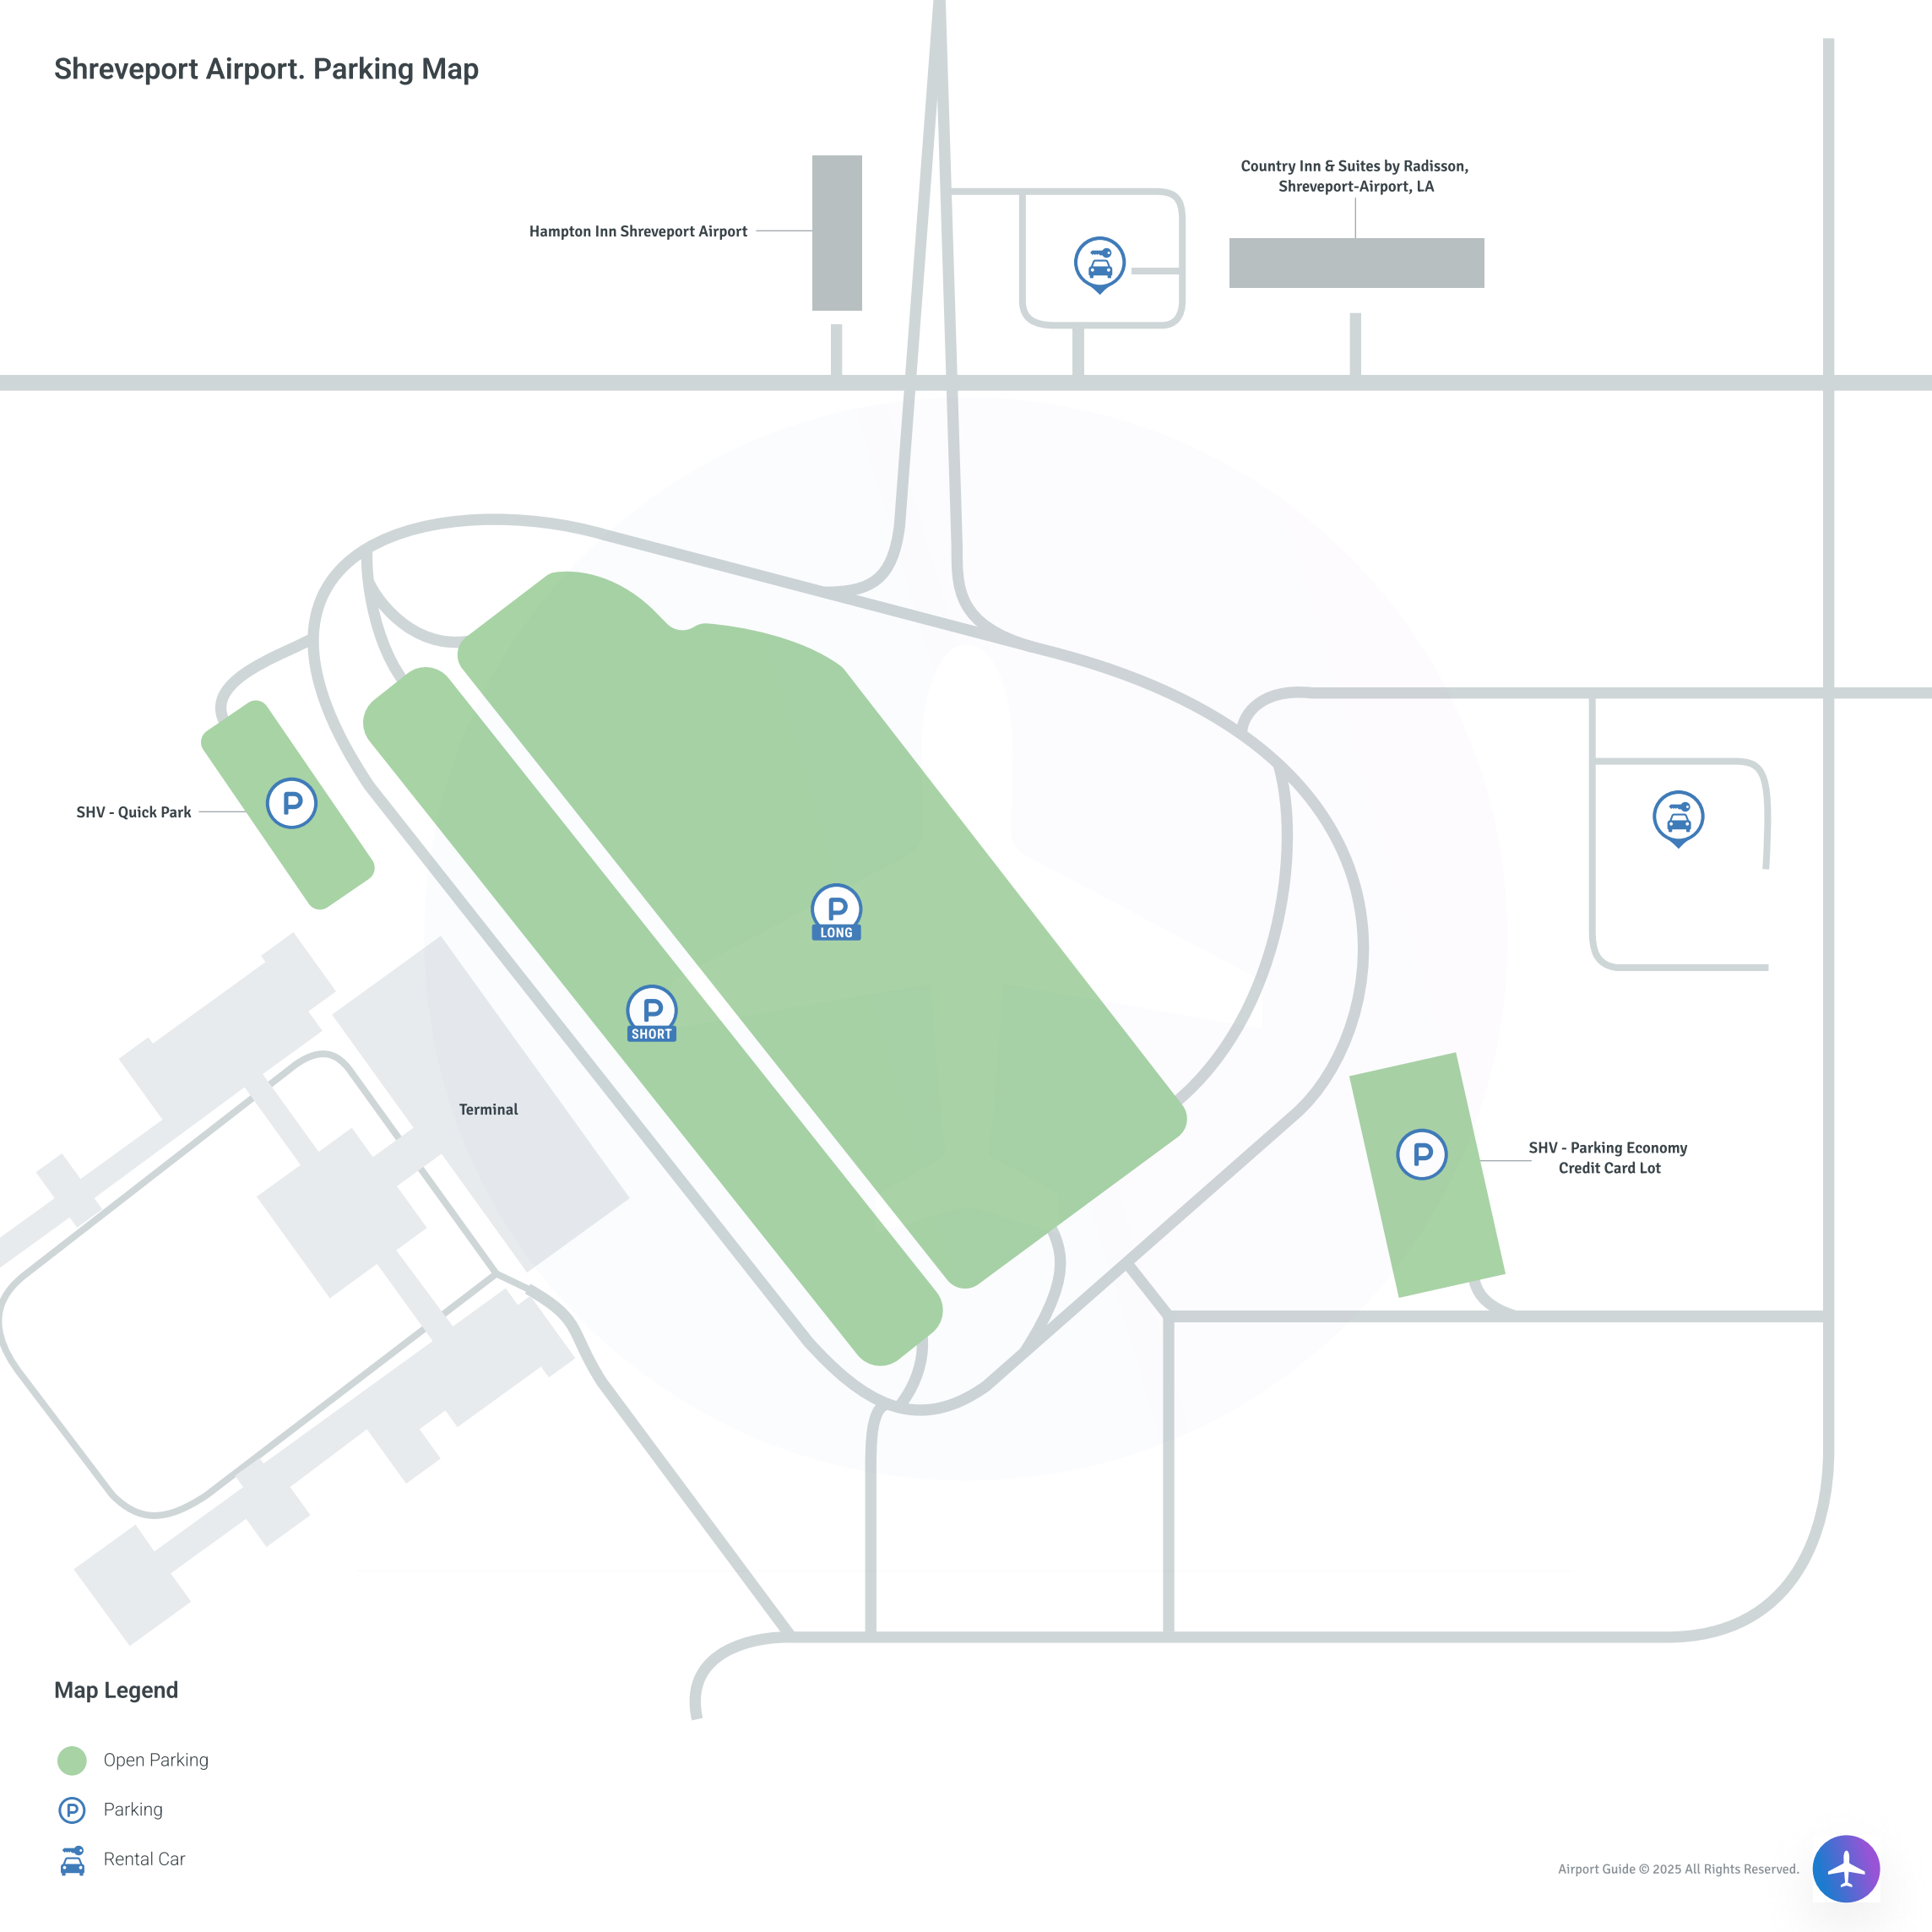 Shreveport Airport. Parking Map
Country Inn & Suites by Radisson,
Shreveport-Airport, LA
Hampton Inn Shreveport Airport
SHV - Quick Park
P
P
LONG
P
SHORT
Terminal
P
SHV - Parking Economy
Credit Card Lot
Map Legend
Open Parking
P
Parking
Rental Car
Airport Guide © 2025 All Rights Reserved.